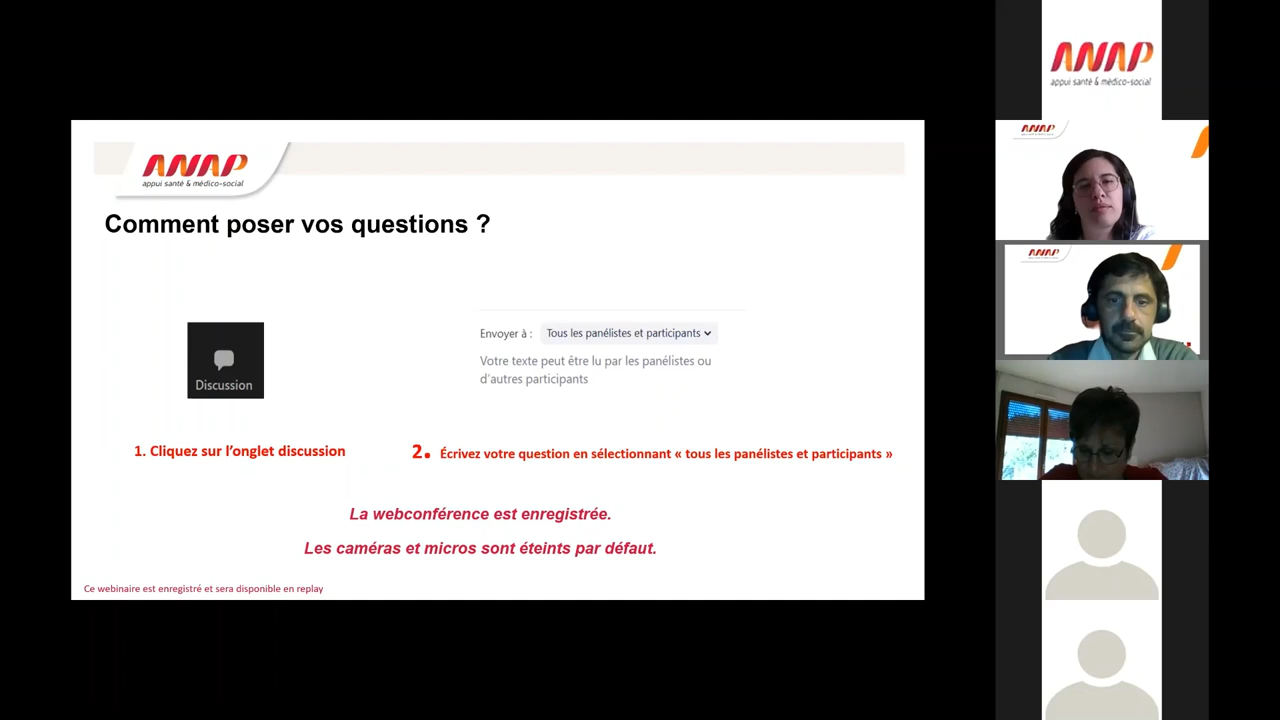 ANAP
appui santé & médico-social
Comment poser vos questions ?
Discussion
Envoyer à : Tous les panélistes et participants
Votre texte peut être lu par les panélistes ou
d'autres participants
1. Cliquez sur l'onglet discussion
2. Écrivez votre question en sélectionnant « tous les panélistes et participants »
La webconférence est enregistrée.
Les caméras et micros sont éteints par défaut.
Ce webinaire est enregistré et sera disponible en replay
ANAP
appui santé & médico-social
ANAP
ANAP